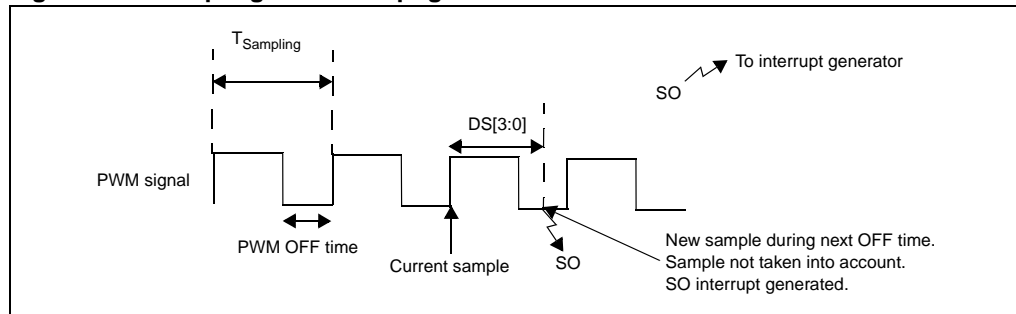 T_Sampling
To interrupt generator
SO
DS[3:0]
PWM signal
PWM OFF time
Current sample
SO
New sample during next OFF time.
Sample not taken into account.
SO interrupt generated.